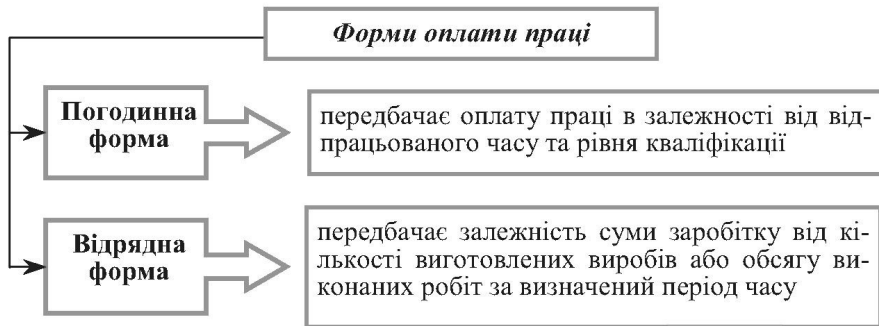 Форми оплати праці
Погодинна
форма
передбачає оплату праці в залежності від від-
працьованого часу та рівня кваліфікації
Відрядна
форма
передбачає залежність суми заробітку від кі-
лькості виготовлених виробів або обсягу ви-
конаних робіт за визначений період часу